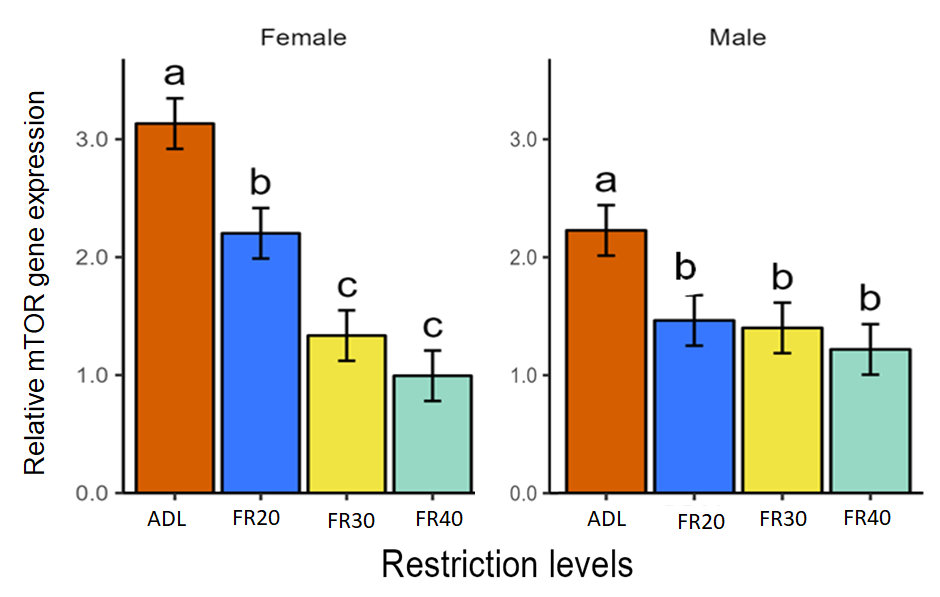 Female
Male
Relative mTOR gene expression
3.0
2.0
1.0
0.0
a
b
c
c
ADL
FR20
FR30
FR40
3.0
2.0
1.0
0.0
a
b
b
b
ADL
FR20
FR30
FR40
Restriction levels